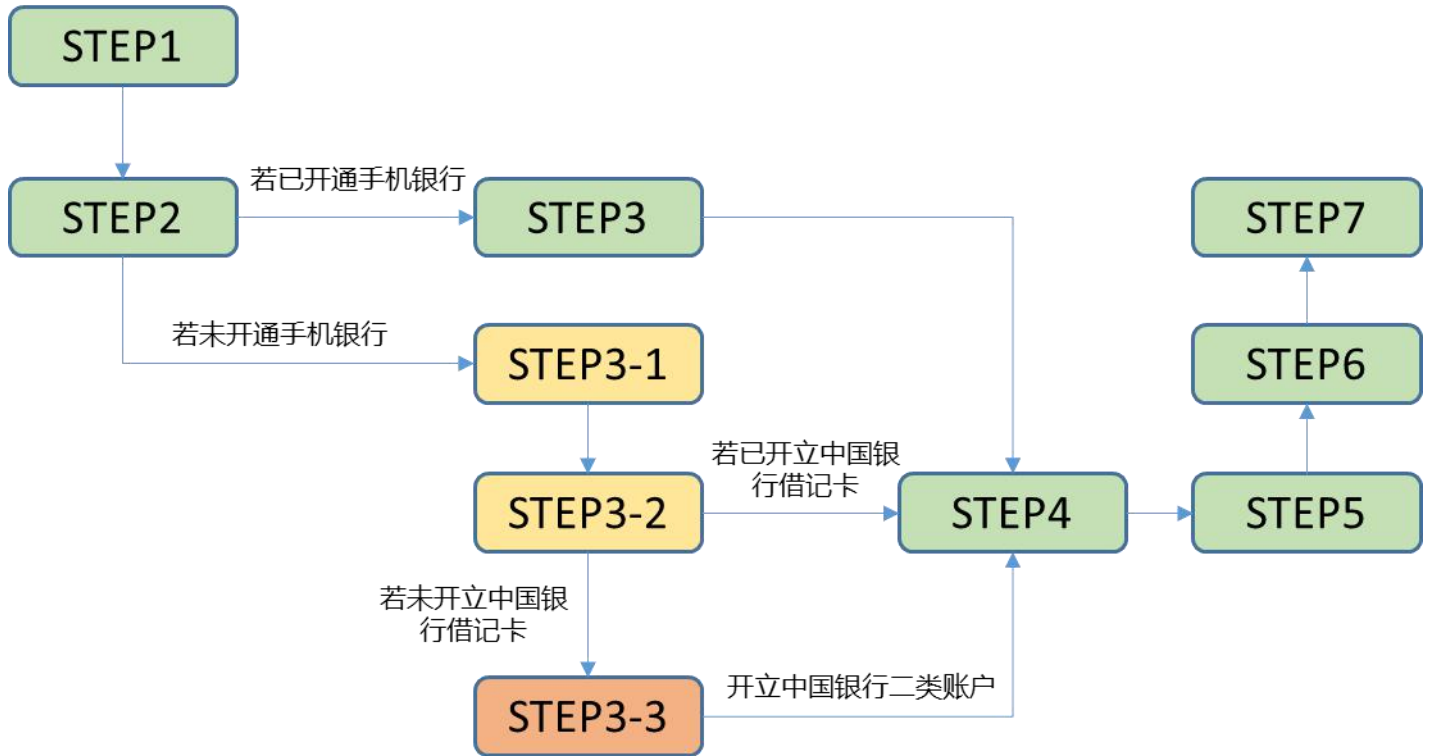 STEP1
若已开通手机银行
STEP2
STEP3
STEP7
若未开通手机银行
STEP3-1
STEP6
若已开立中国银
行借记卡
STEP3-2
STEP4
STEP5
若未开立中国银
行借记卡
开立中国银行二类账户
STEP3-3